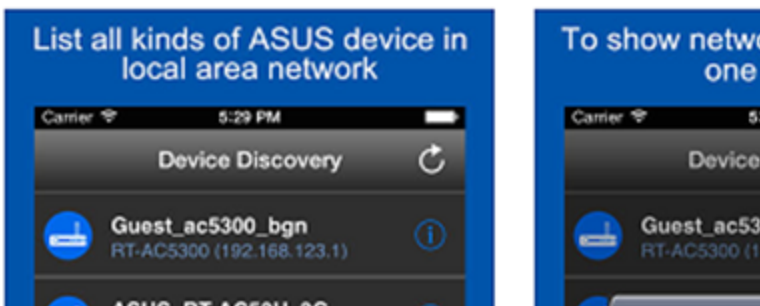 List all kinds of ASUS device in
local area network
Carrier 5:29 PM
Device Discovery
Guest_ac5300_bgn
RT-AC5300 (192.168.123.1)
To show netw
one
Carrier
Device
Guest_ac53
RT-AC5300 (1